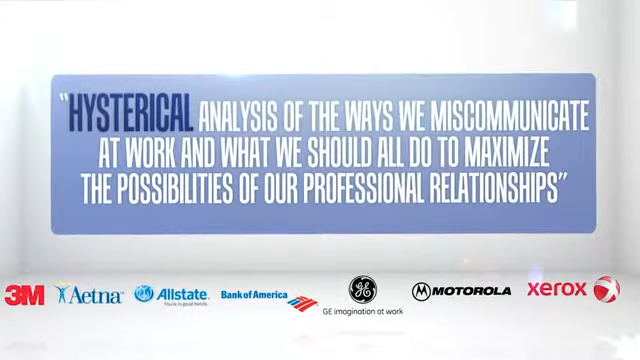 "HYSTERICAL ANALYSIS OF THE WAYS WE MISCOMMUNICATE
AT WORK AND WHAT WE SHOULD ALL DO TO MAXIMIZE
THE POSSIBILITIES OF OUR PROFESSIONAL RELATIONSHIPS"
3M Aetna Allstate. Bank of America GE MOTOROLA xerox
You're in good hands.
GE imagination at work